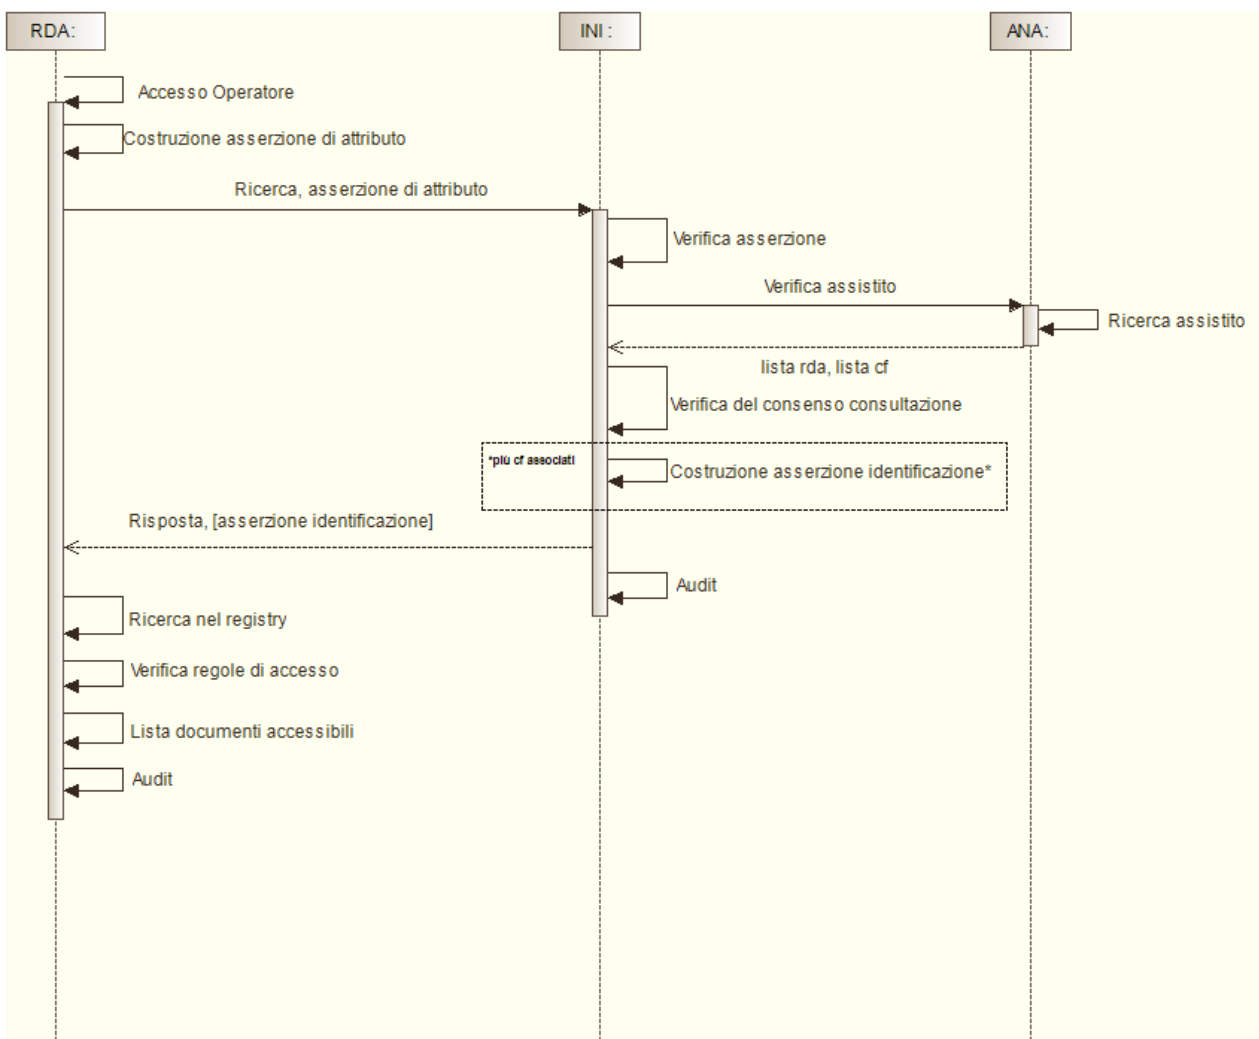 RDA:
INI :
ANA:
Accesso Operatore
Costruzione asserzione di attributo
Ricerca, asserzione di attributo
Verifica asserzione
Verifica assistito
Ricerca assistito
lista rda, lista cf
Verifica del consenso consultazione
*più cf associati
Costruzione asserzione identificazione*
Risposta, [asserzione identificazione]
Audit
Ricerca nel registry
Verifica regole di accesso
Lista documenti accessibili
Audit